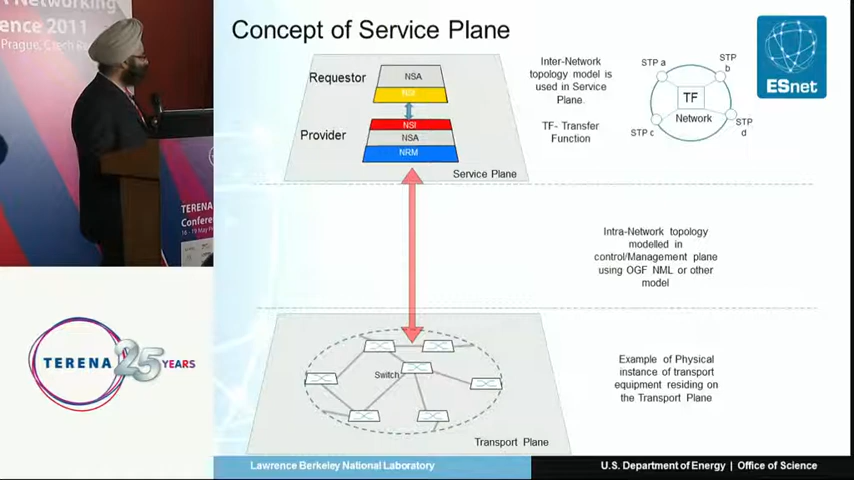 Networking
ence 2011
Prague, Czech
Concept of Service Plane
Requestor
NSA
NSI
Provider
NSI
NSA
NRM
Service Plane
Inter-Network
topology model is
used in Service
Plane.
TF- Transfer
Function
STP a
STP
b
TF
Network
STP c
STP
d
ESnet
TERENA
Conference
Intra-Network topology
modelled in
control/Management plane
using OGF NML or other
model
TERENA 25 YEARS
Switch
Transport Plane
Example of Physical
instance of transport
equipment residing on
the Transport Plane
Lawrence Berkeley National Laboratory
U.S. Department of Energy | Office of Science